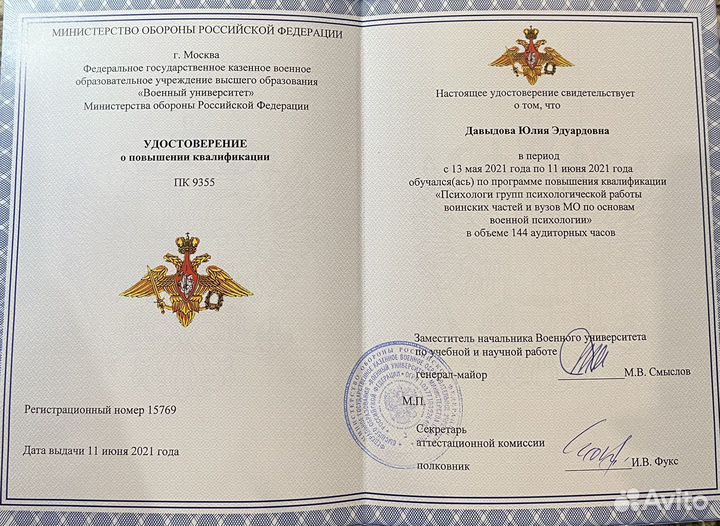 МИНИСТЕРСТВО ОБОРОНЫ РОССИЙСКОЙ ФЕДЕРАЦИИ
г. Москва
Федеральное государственное казенное военное
образовательное учреждение высшего образования
«Военный университет»
Министерства обороны Российской Федерации
УДОСТОВЕРЕНИЕ
о повышении квалификации
ПК 9355
Регистрационный номер 15769
Дата выдачи 11 июня 2021 года
Настоящее удостоверение свидетельствует
о том, что
Давыдова Юлия Эдуардовна
в период
с 13 мая 2021 года по 11 июня 2021 года
обучался(ась) по программе повышения квалификации
«Психологи групп психологической работы
воинских частей и вузов МО по основам
военной психологии»
в объеме 144 аудиторных часов
Заместитель начальника Военного университета
по учебной и научной работе
генерал-майор М.В. Смыслов
М.П.
Секретарь
аттестационной комиссии
полковник И.В. Фукс
Avito